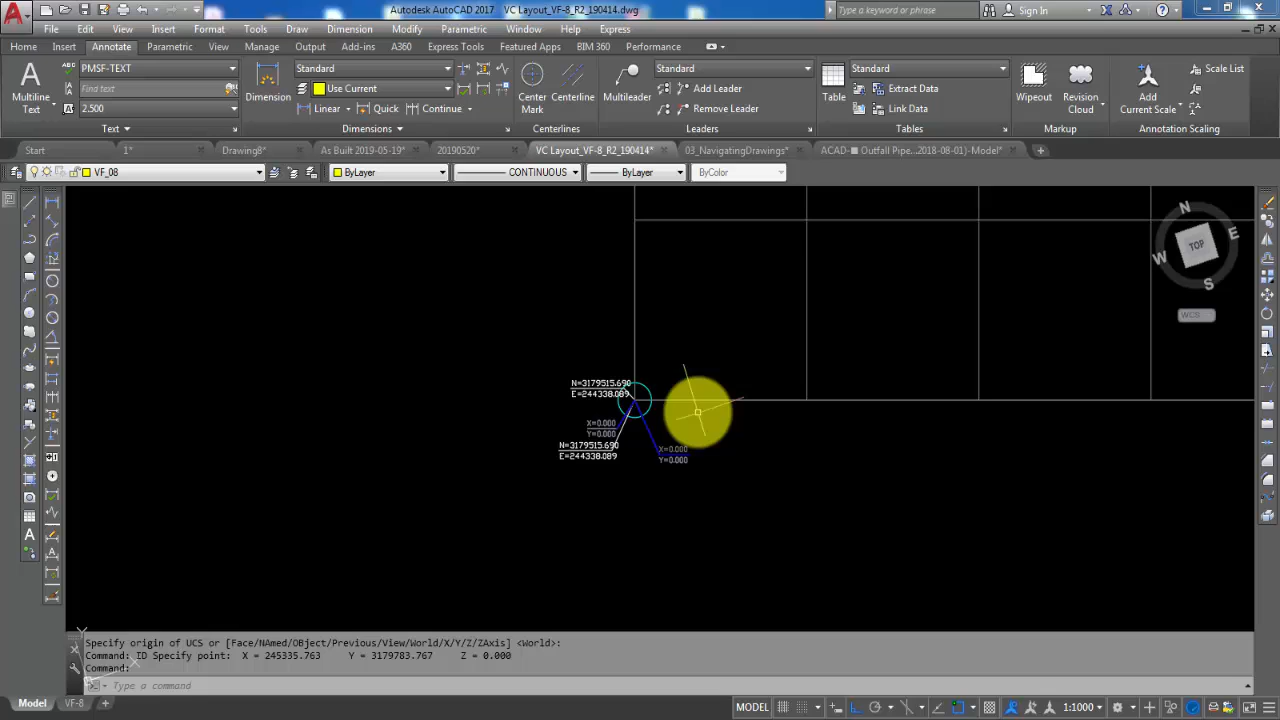 Autodesk AutoCAD 2017 VC Layout_VF-8_R2_190414.dwg
Type a keyword or phrase
Sign In
File Edit View Insert Format Tools Draw Dimension Modify Parametric Window Help Express
Home Insert Annotate Parametric View Manage Output Add-ins A360 Express Tools Featured Apps BIM 360 Performance
Multiline
Text
PMSF-TEXT
Find text
2.500
Text
Dimension
Standard
Use Current
Linear Quick Continue
Dimensions
Center
Mark
Centerline
Centerlines
Multileader
Standard
Add Leader
Remove Leader
Leaders
Table
Standard
Extract Data
Link Data
Tables
Wipeout
Revision
Cloud
Markup
Add
Current Scale
Scale List
Annotation Scaling
Start 1* Drawing8* As Built 2019-05-19* 20190520* VC Layout_VF-8_R2_190414* 03_NavigatingDrawings* ACAD-■ Outfall Pipe...2018-08-01)-Model*
VF_08 ByLayer CONTINUOUS ByLayer ByColor
N
W TOP E
S
WCS
N=3179515.690
E=244338.089
X=0.000
Y=0.000
N=3179515.690
E=244338.089
X=0.000
Y=0.000
Specify origin of UCS or [Face/NAmed/OBject/Previous/View/World/X/Y/Z/ZAxis] <World>:
Command: ID Specify point: X = 245335.763 Y = 3179783.767 Z = 0.000
Command:
Type a command
Model VF-8
MODEL 1:1000